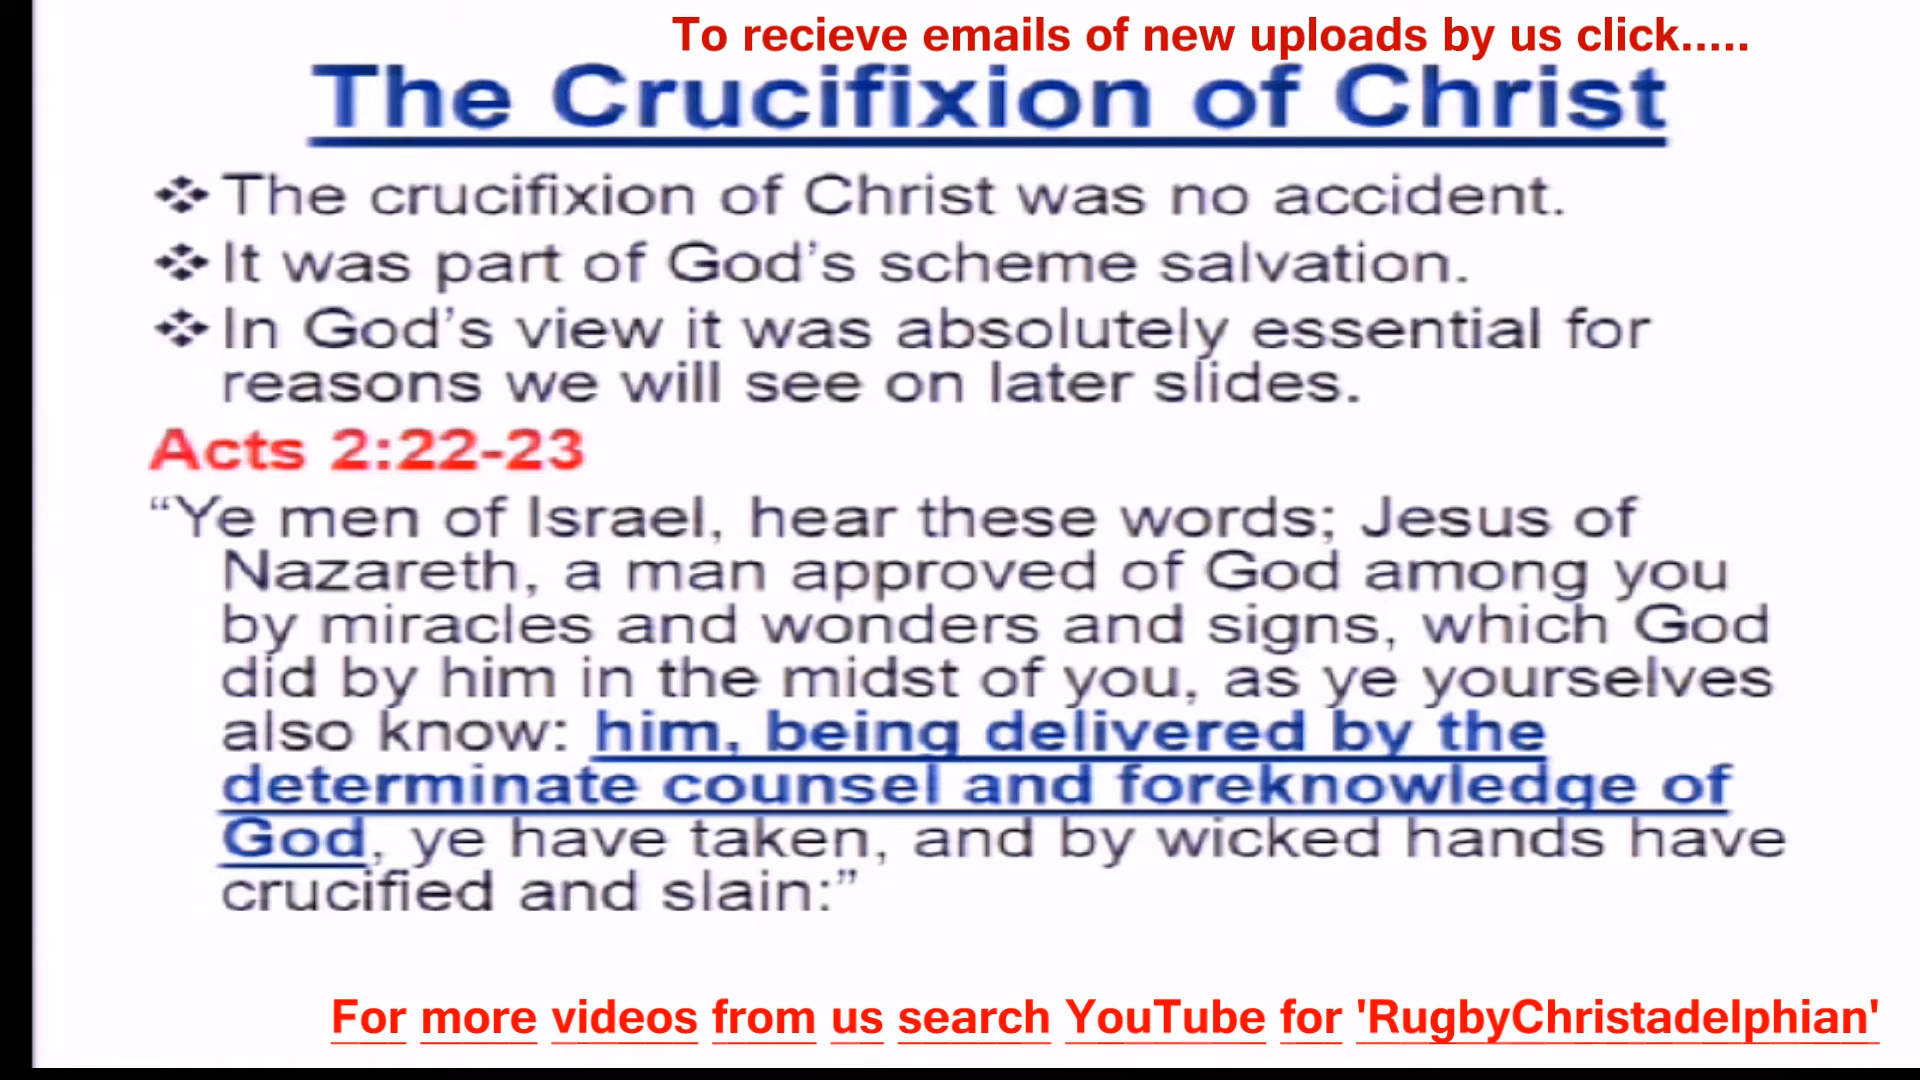 To recieve emails of new uploads by us click.....
The Crucifixion of Christ
❖ The crucifixion of Christ was no accident.
❖ It was part of God's scheme salvation.
❖ In God's view it was absolutely essential for
reasons we will see on later slides.
Acts 2:22-23
“Ye men of Israel, hear these words; Jesus of
Nazareth, a man approved of God among you
by miracles and wonders and signs, which God
did by him in the midst of you, as ye yourselves
also know: him, being delivered by the
determinate counsel and foreknowledge of
God, ye have taken, and by wicked hands have
crucified and slain:”
For more videos from us search YouTube for 'RugbyChristadelphian'